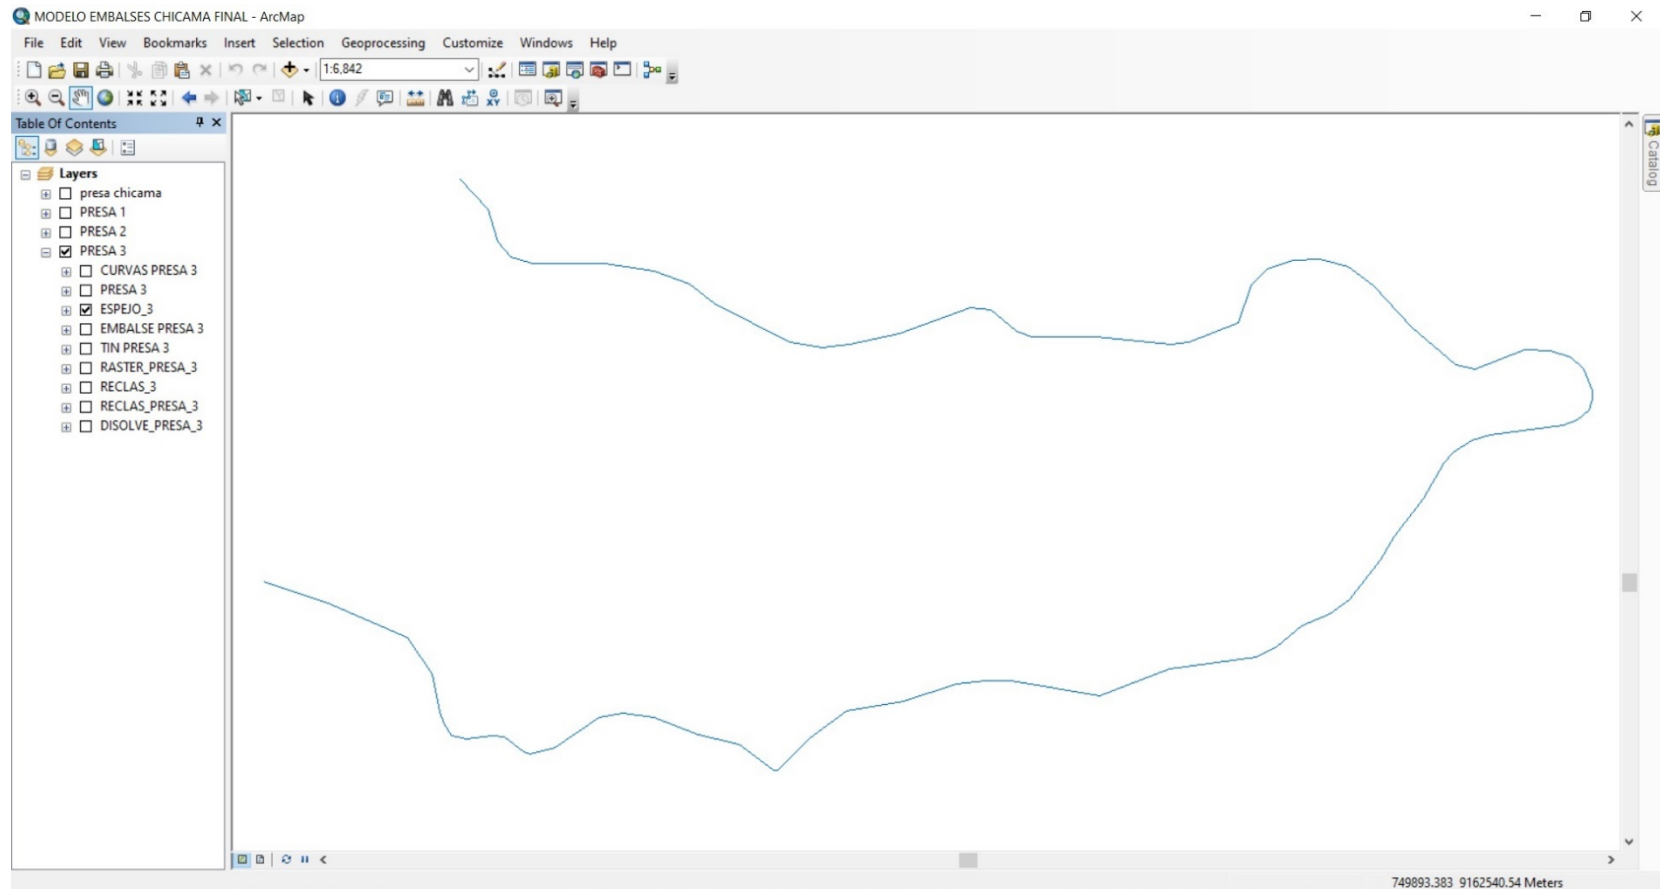 MODELO EMBALSES CHICAMA FINAL - ArcMap
File Edit View Bookmarks Insert Selection Geoprocessing Customize Windows Help
1:6,842
Table Of Contents
Catalog
Layers
presa chicama
PRESA 1
PRESA 2
PRESA 3
CURVAS PRESA 3
PRESA 3
ESPEJO_3
EMBALSE PRESA 3
TIN PRESA 3
RASTER_PRESA_3
RECLAS_3
RECLAS_PRESA_3
DISOLVE_PRESA_3
749893.383 9162540.54 Meters